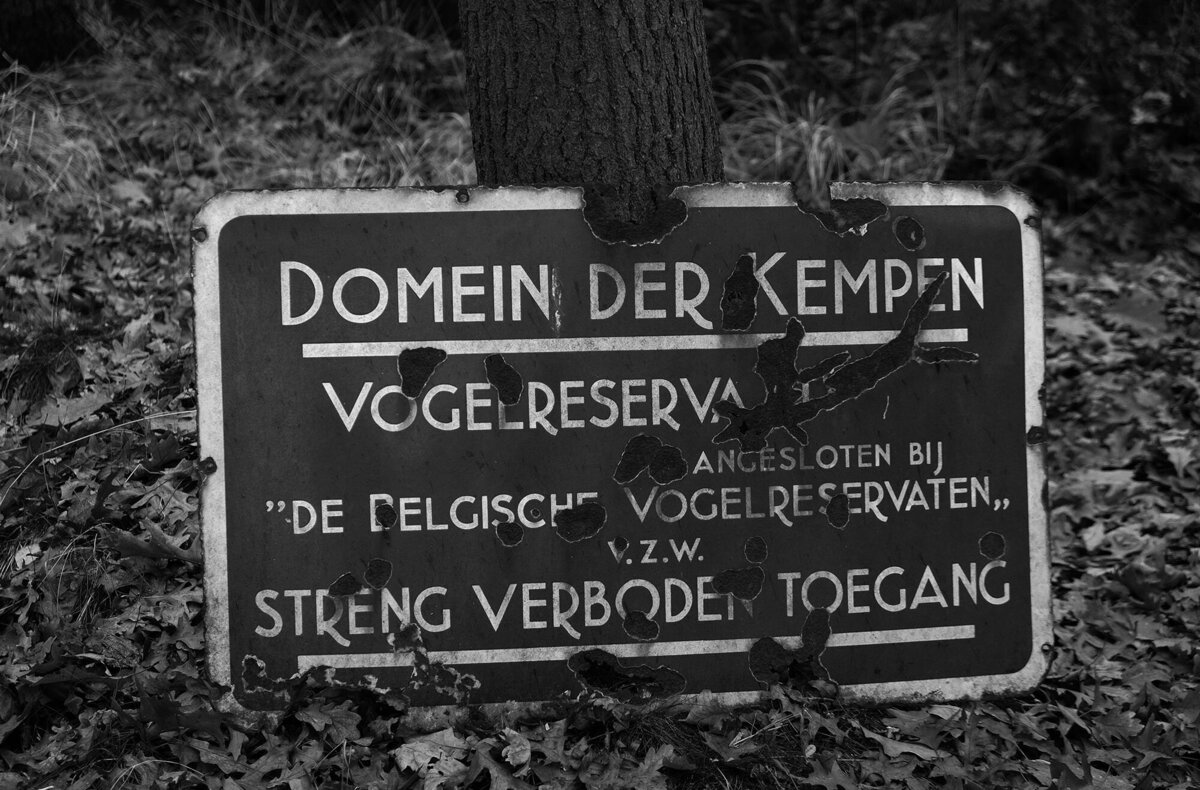 DOMEIN DER KEMPEN
VOGELRESERVA
ANGESLOTEN BIJ
"DE BELGISCHE VOGELRESERVATEN„
V.Z.W.
STRENG VERBODEN TOEGANG